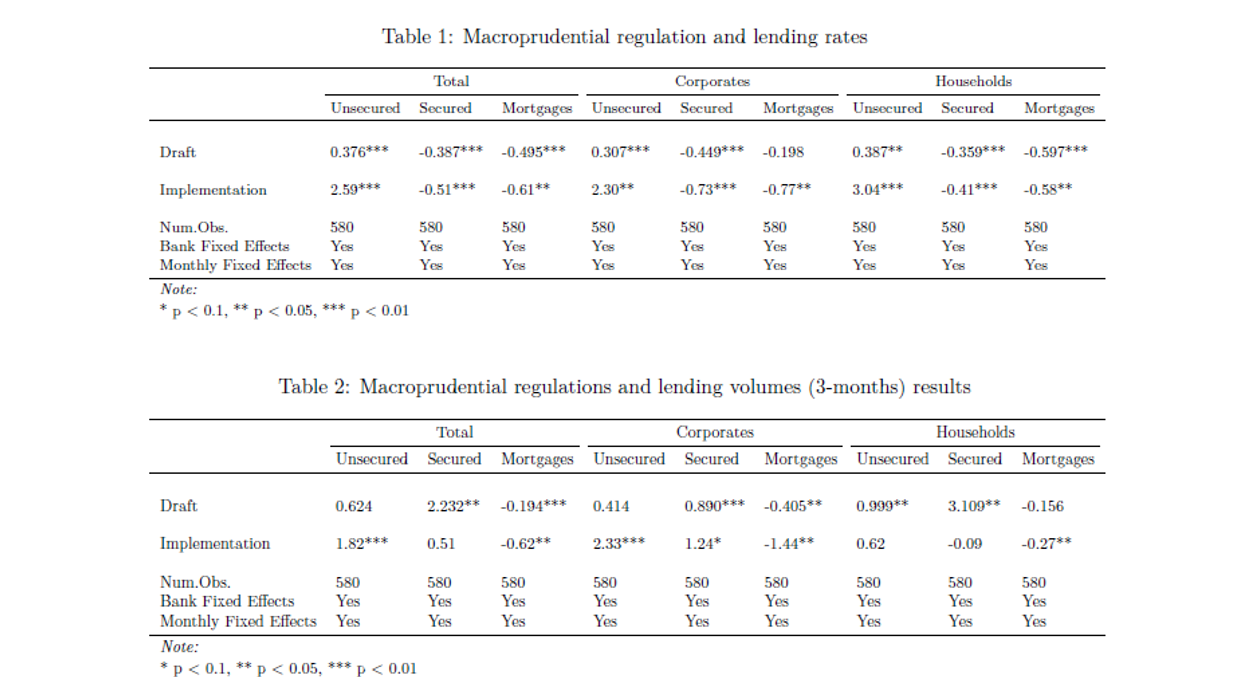 Table 1: Macroprudential regulation and lending rates
Total Corporates Households
Unsecured Secured Mortgages Unsecured Secured Mortgages Unsecured Secured Mortgages
Draft 0.376*** -0.387*** -0.495*** 0.307*** -0.449*** -0.198 0.387** -0.359*** -0.597***
Implementation 2.59*** -0.51*** -0.61** 2.30** -0.73*** -0.77** 3.04*** -0.41*** -0.58**
Num.Obs. 580 580 580 580 580 580 580 580 580
Bank Fixed Effects Yes Yes Yes Yes Yes Yes Yes Yes Yes
Monthly Fixed Effects Yes Yes Yes Yes Yes Yes Yes Yes Yes
Note:
* p < 0.1, ** p < 0.05, *** p < 0.01
Table 2: Macroprudential regulations and lending volumes (3-months) results
Total Corporates Households
Unsecured Secured Mortgages Unsecured Secured Mortgages Unsecured Secured Mortgages
Draft 0.624 2.232** -0.194*** 0.414 0.890*** -0.405** 0.999** 3.109** -0.156
Implementation 1.82*** 0.51 -0.62** 2.33*** 1.24* -1.44** 0.62 -0.09 -0.27**
Num.Obs. 580 580 580 580 580 580 580 580 580
Bank Fixed Effects Yes Yes Yes Yes Yes Yes Yes Yes Yes
Monthly Fixed Effects Yes Yes Yes Yes Yes Yes Yes Yes Yes
Note:
* p < 0.1, ** p < 0.05, *** p < 0.01